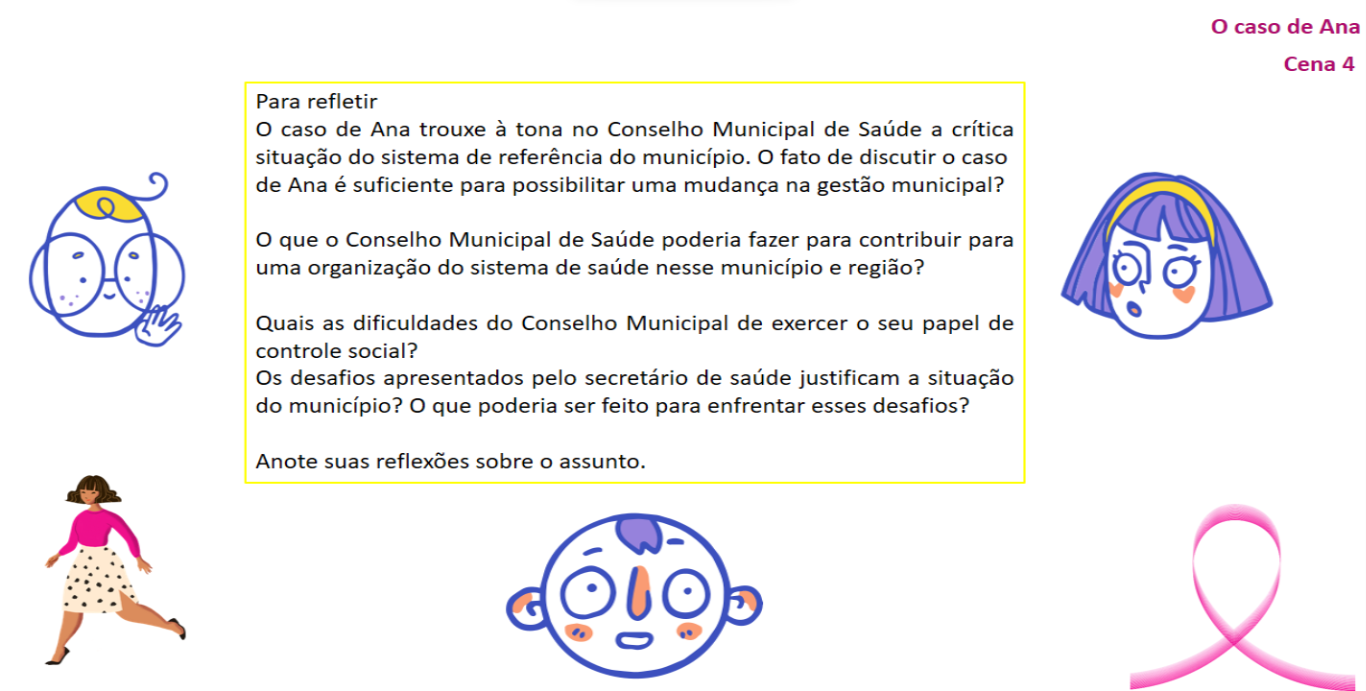 O caso de Ana
Cena 4
Para refletir
O caso de Ana trouxe à tona no Conselho Municipal de Saúde a crítica
situação do sistema de referência do município. O fato de discutir o caso
de Ana é suficiente para possibilitar uma mudança na gestão municipal?
O que o Conselho Municipal de Saúde poderia fazer para contribuir para
uma organização do sistema de saúde nesse município e região?
Quais as dificuldades do Conselho Municipal de exercer o seu papel de
controle social?
Os desafios apresentados pelo secretário de saúde justificam a situação
do município? O que poderia ser feito para enfrentar esses desafios?
Anote suas reflexões sobre o assunto.